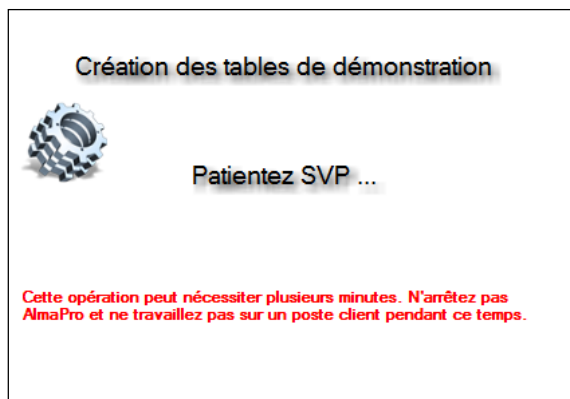 Création des tables de démonstration
Patientez SVP ...
Cette opération peut nécessiter plusieurs minutes. N'arrêtez pas
AlmaPro et ne travaillez pas sur un poste client pendant ce temps.